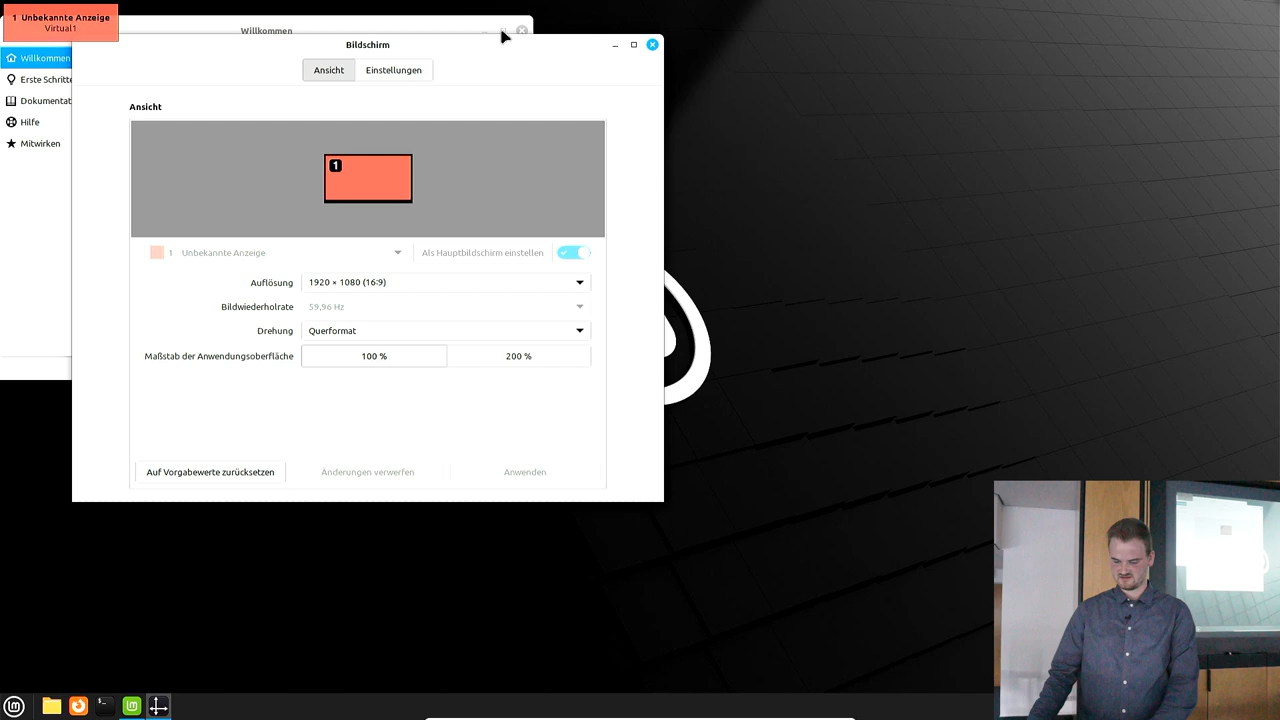 1 Unbekannte Anzeige
Virtual1
Willkommen
Bildschirm
Willkommen
Erste Schritte
Dokumentat
Hilfe
Mitwirken
Ansicht
Einstellungen
Ansicht
1
1 Unbekannte Anzeige
Als Hauptbildschirm einstellen
Auflösung
1920 × 1080 (16:9)
Bildwiederholrate
59,96 Hz
Drehung
Querformat
Maßstab der Anwendungsoberfläche
100 %
200 %
Auf Vorgabewerte zurücksetzen
Änderungen verwerfen
Anwenden